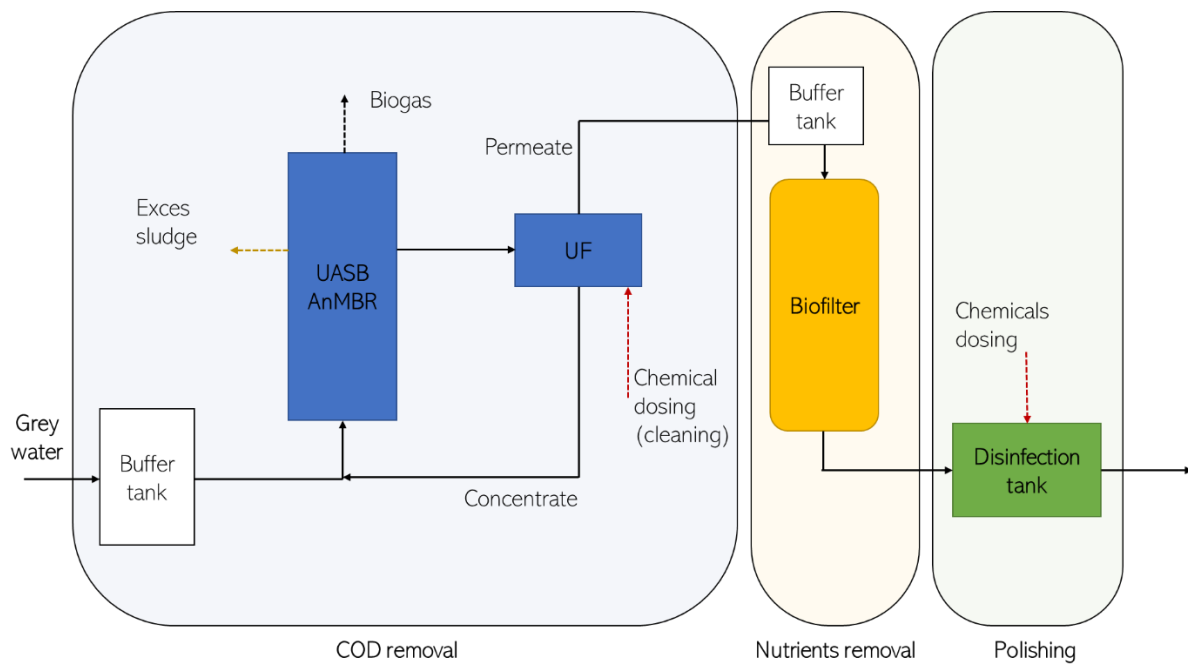 Biogas
Permeate
Exces
sludge
UASB
AnMBR
UF
Chemical
dosing
(cleaning)
Grey
water
Buffer
tank
Concentrate
COD removal
Buffer
tank
Biofilter
Nutrients removal
Chemicals
dosing
Disinfection
tank
Polishing